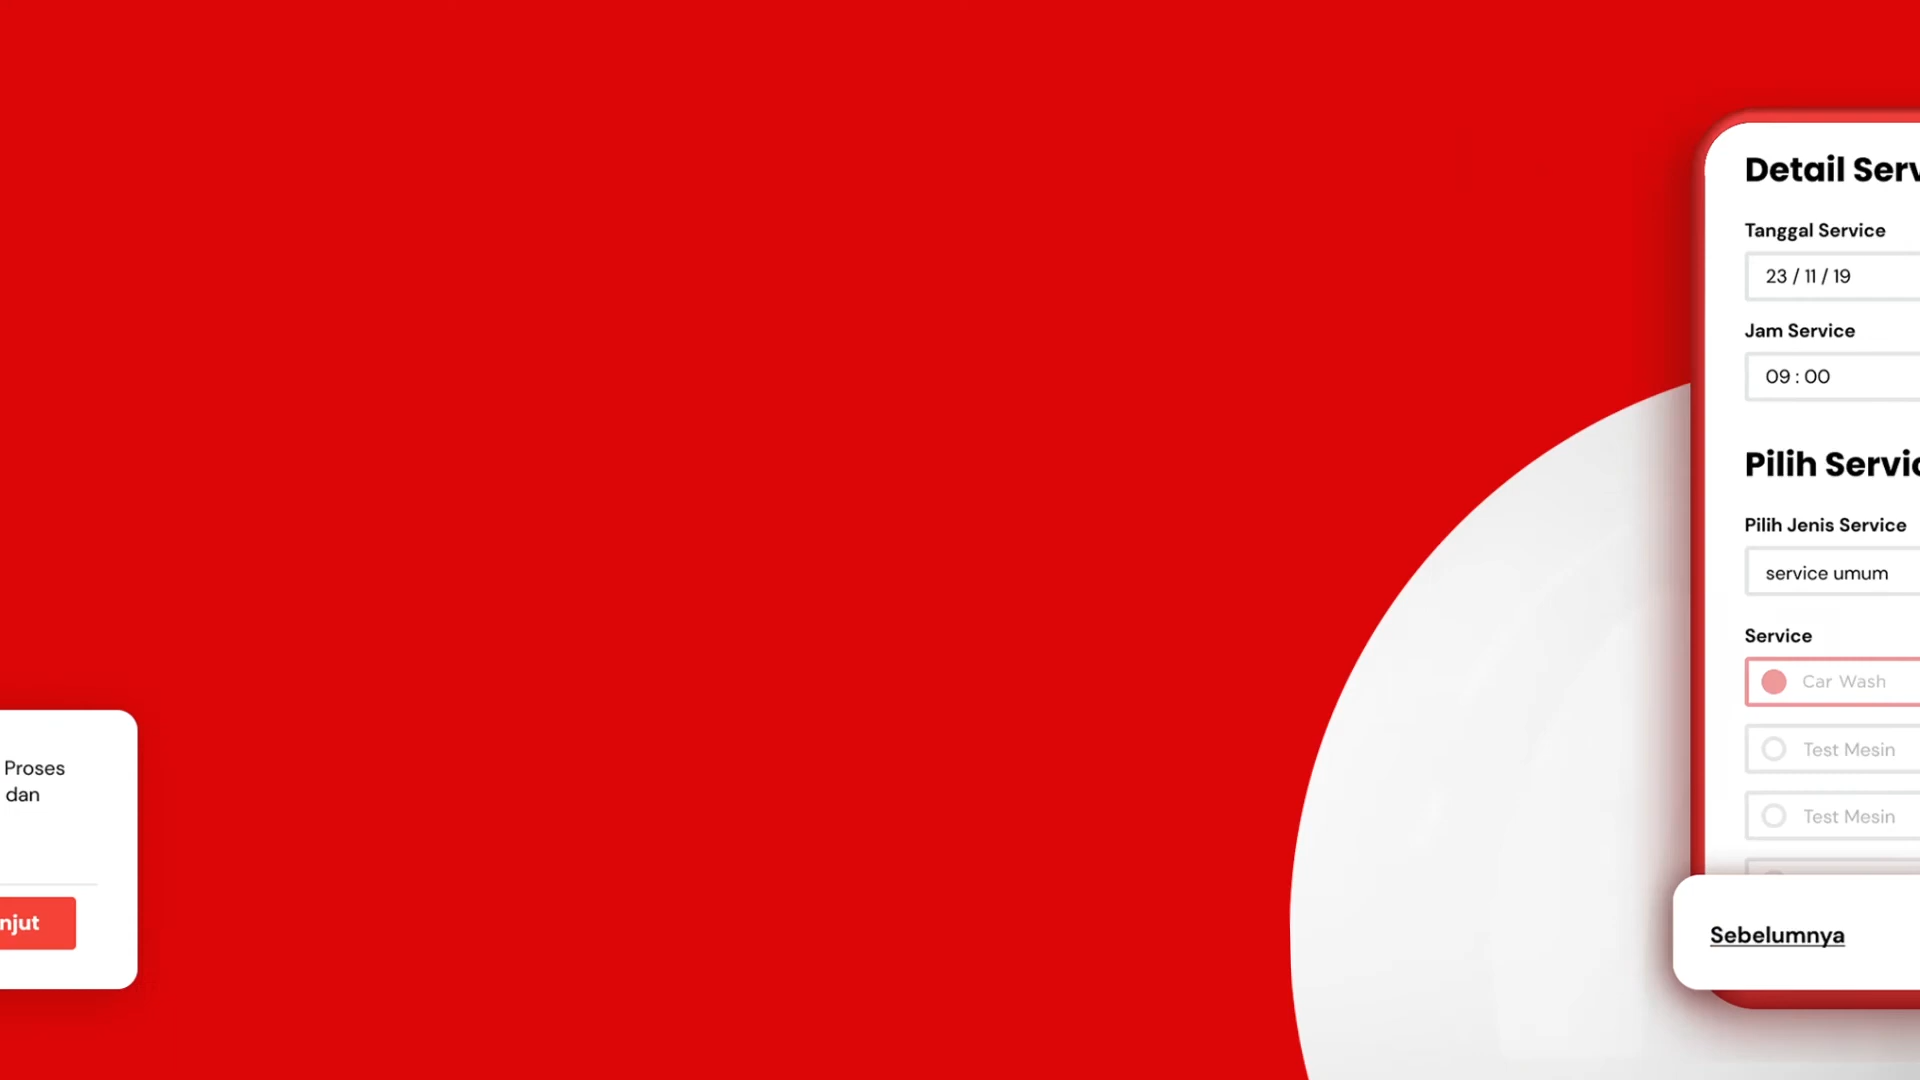 Proses
dan
njut
Detail Serv
Tanggal Service
23 / 11 / 19
Jam Service
09 : 00
Pilih Servic
Pilih Jenis Service
service umum
Service
Car Wash
Test Mesin
Test Mesin
Sebelumnya